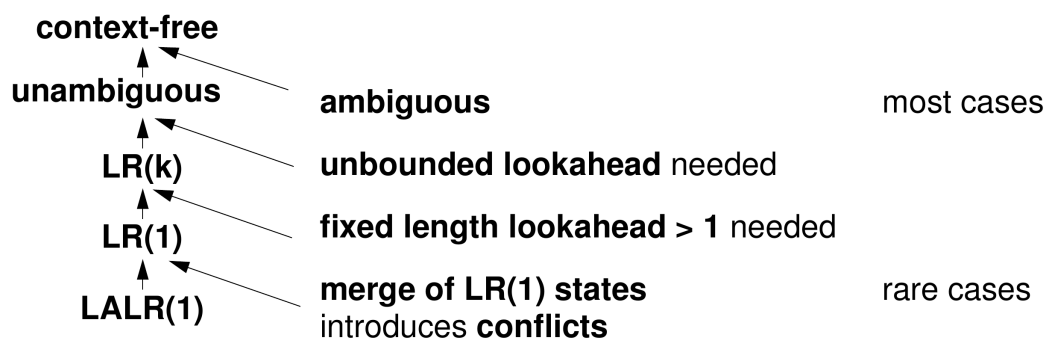 context-free
unambiguous
ambiguous most cases
LR(k)
unbounded lookahead needed
fixed length lookahead > 1 needed
LR(1)
merge of LR(1) states rare cases
LALR(1)
introduces conflicts